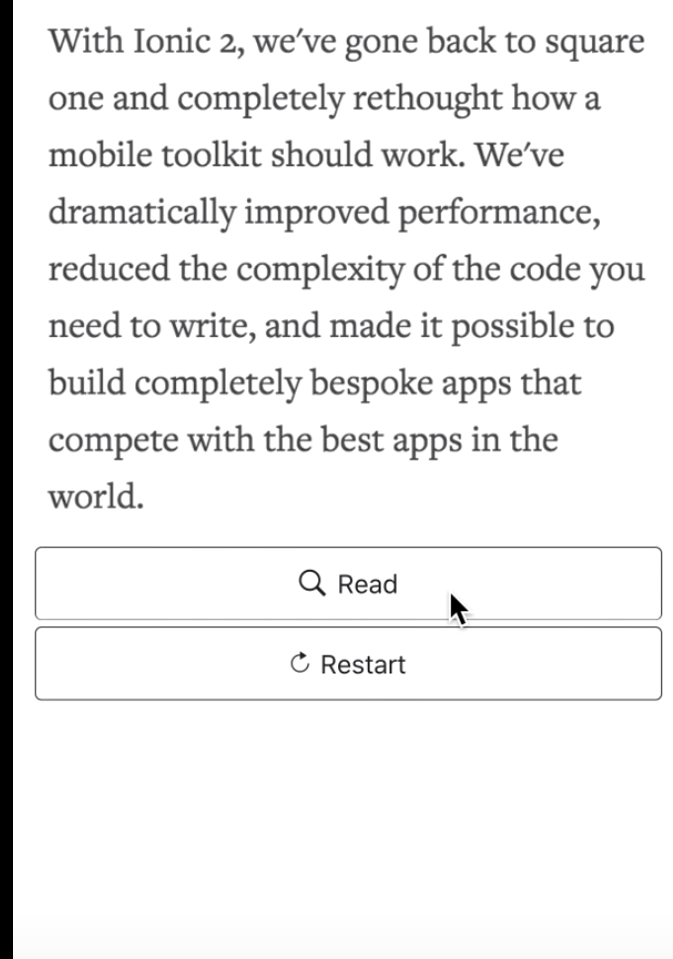 With Ionic 2, we've gone back to square
one and completely rethought how a
mobile toolkit should work. We've
dramatically improved performance,
reduced the complexity of the code you
need to write, and made it possible to
build completely bespoke apps that
compete with the best apps in the
world.
Read
Restart